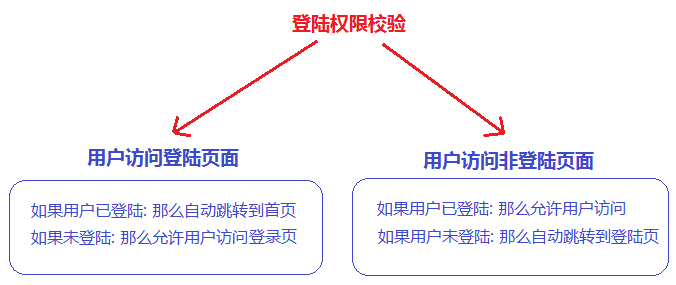 登陆权限校验
用户访问登陆页面
如果用户已登陆: 那么自动跳转到首页
如果未登陆: 那么允许用户访问登录页
用户访问非登陆页面
如果用户已登陆: 那么允许用户访问
如果用户未登陆: 那么自动跳转到登陆页